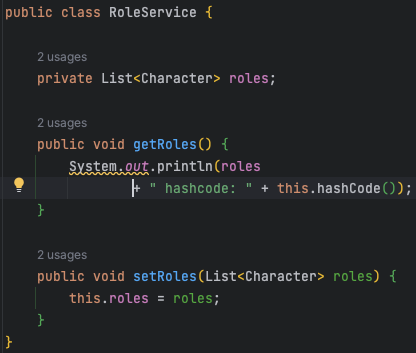 public class RoleService {
2 usages
private List<Character> roles;
2 usages
public void getRoles() {
System.out.println(roles
+ " hashcode: " + this.hashCode());
}
2 usages
public void setRoles(List<Character> roles) {
this.roles = roles;
}
}